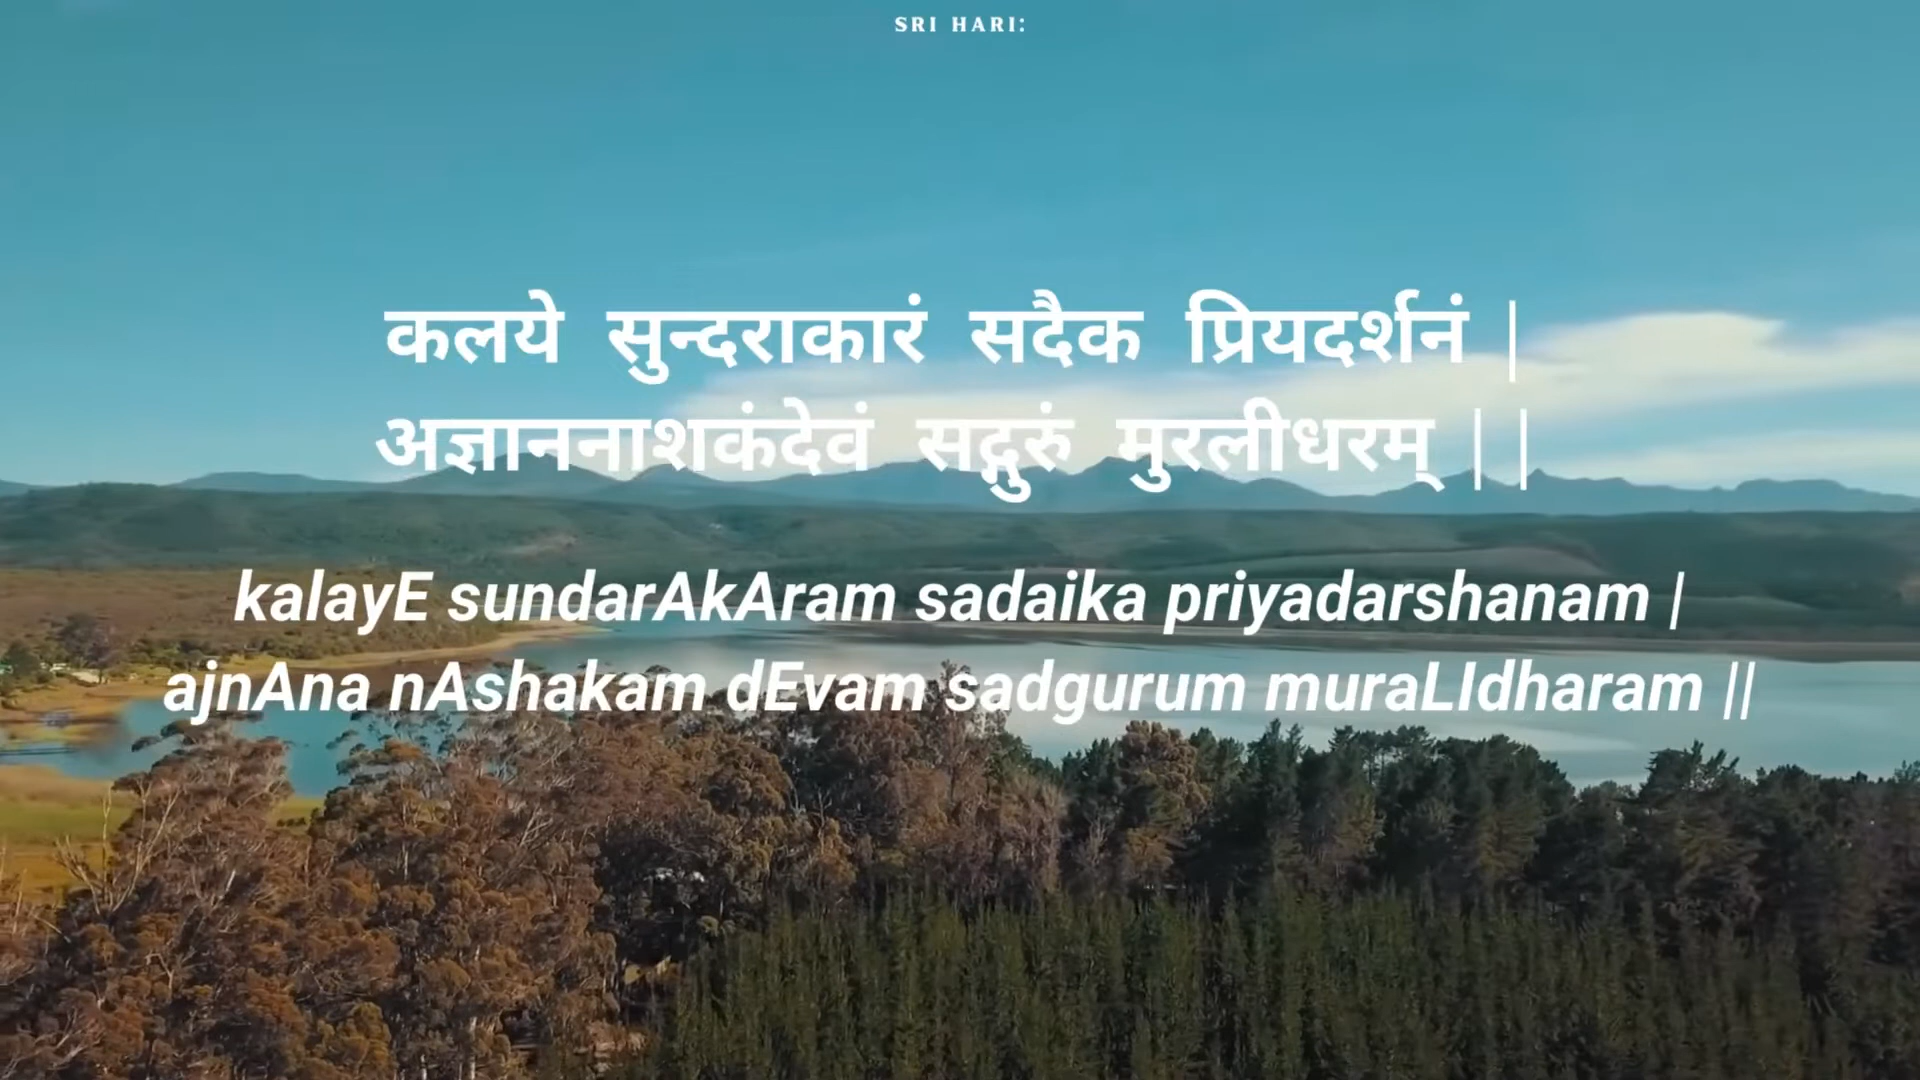 SRI HARI:
कलये सुन्दराकारं सदैक प्रियदर्शनं |
अज्ञाननाशकंदेवं सद्गुरुं मुरलीधरम् ||
kalayE sundarAkAram sadaika priyadarshanam |
ajnAna nAshakam dEvam sadgurum muraLIdharam ||